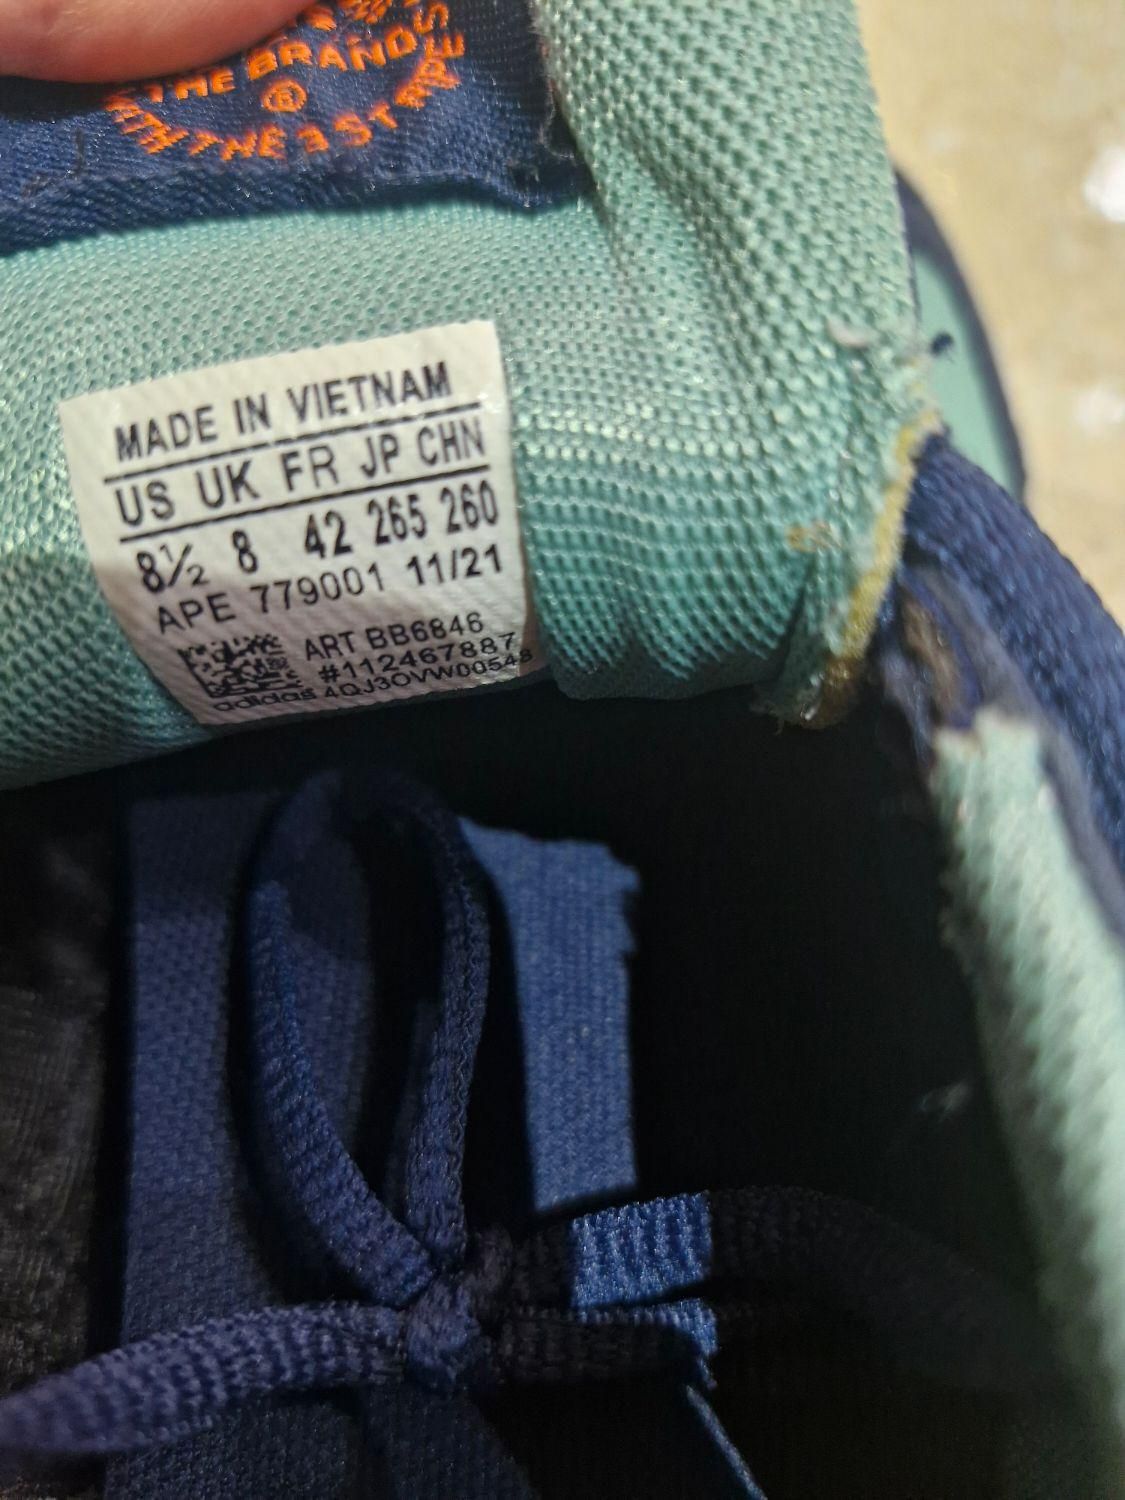 THE BRANDS
®
WITH THE 3 STRIPES
MADE IN VIETNAM
US UK FR JP CHN
8½ 8 42 265 260
APE 779001 11/21
ART BB6846
#112467887
adidas 4QJ3OVW00548